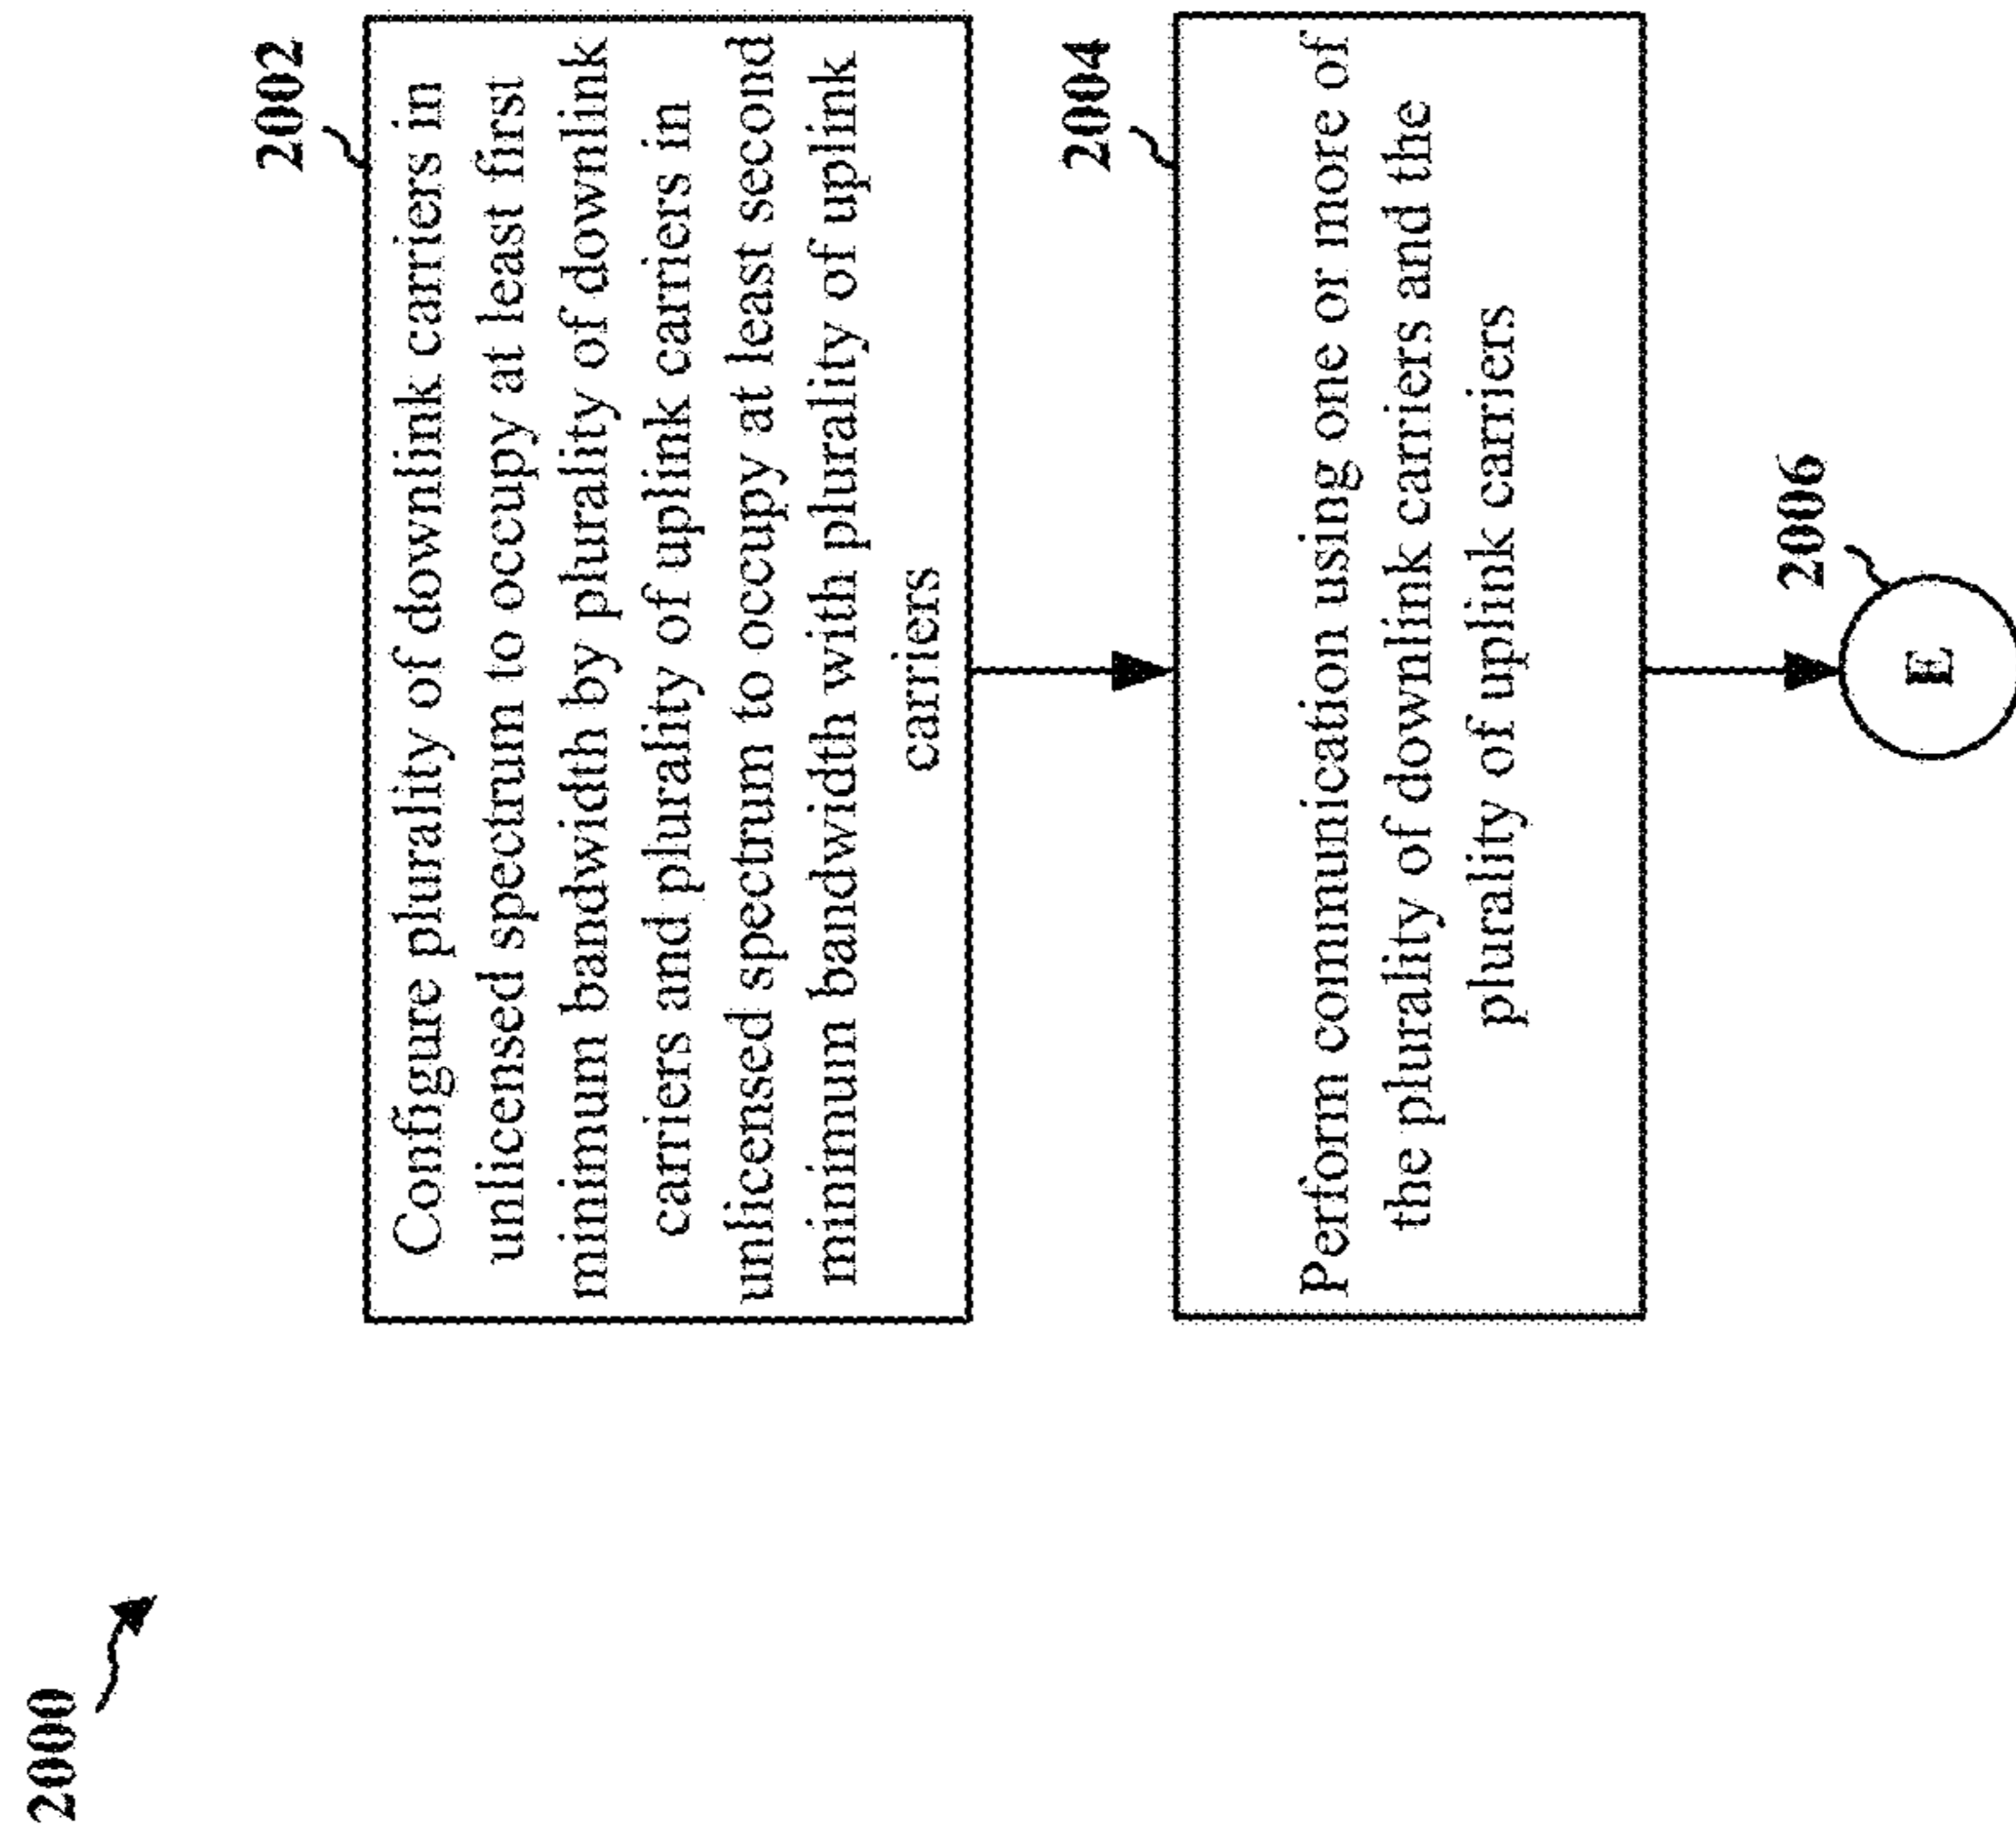 2000
2002
Configure plurality of downlink carriers in
unlicensed spectrum to occupy at least first
minimum bandwidth by plurality of downlink
carriers and plurality of uplink carriers in
unlicensed spectrum to occupy at least second
minimum bandwidth with plurality of uplink
carriers
2004
Perform communication using one or more of
the plurality of downlink carriers and the
plurality of uplink carriers
2006
E